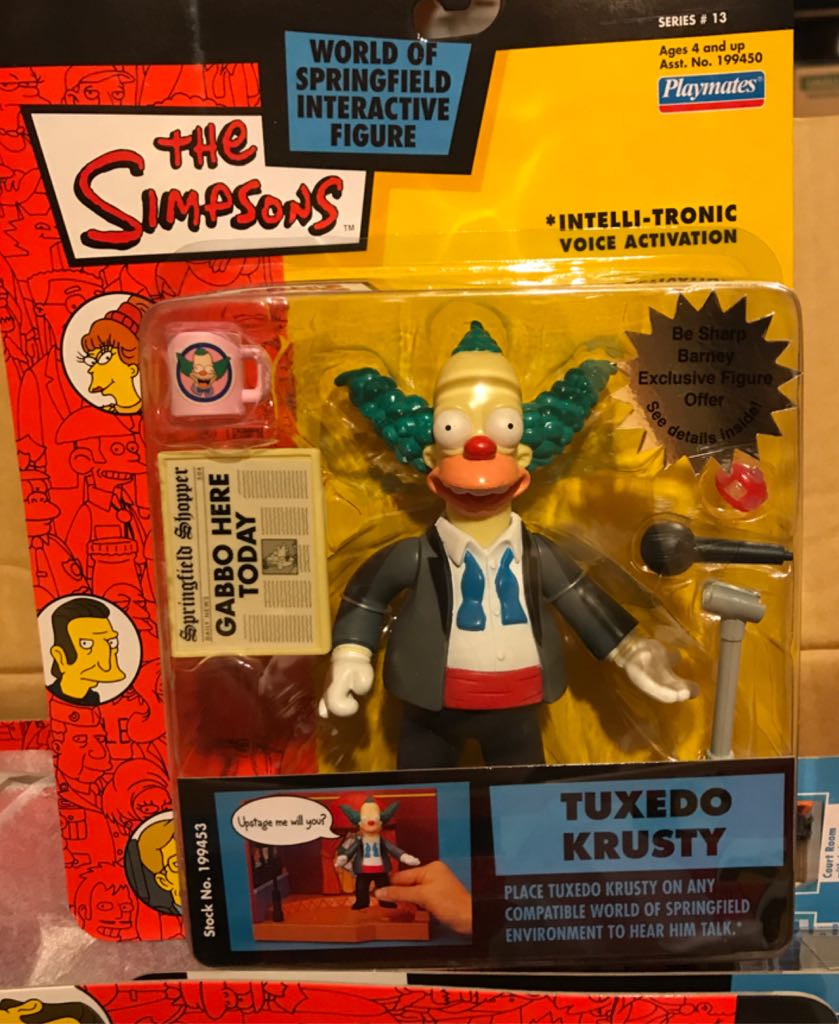 SERIES # 13
WORLD OF
SPRINGFIELD
INTERACTIVE
FIGURE
Ages 4 and up
Asst. No. 199450
Playmates®
THE
SIMPSONS
TM
*INTELLI-TRONIC
VOICE ACTIVATION
Be Sharp
Barney
Exclusive Figure
Offer
See details inside!
Springfield Shopper
DAILY NEWS
GABBO HERE
TODAY
Stock No. 199453
Upstage me will you?
TUXEDO
KRUSTY
PLACE TUXEDO KRUSTY ON ANY
COMPATIBLE WORLD OF SPRINGFIELD
ENVIRONMENT TO HEAR HIM TALK.*
Court Room